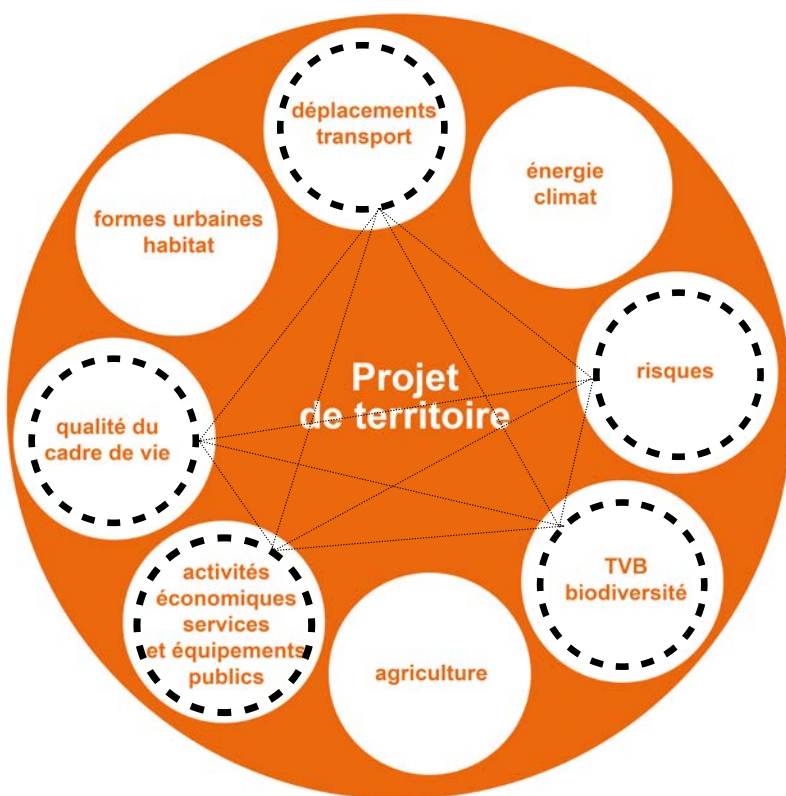 déplacements
transport
énergie
climat
formes urbaines
habitat
risques
Projet
de territoire
qualité du
cadre de vie
TVB
biodiversité
activités
économiques
services
et équipements
publics
agriculture